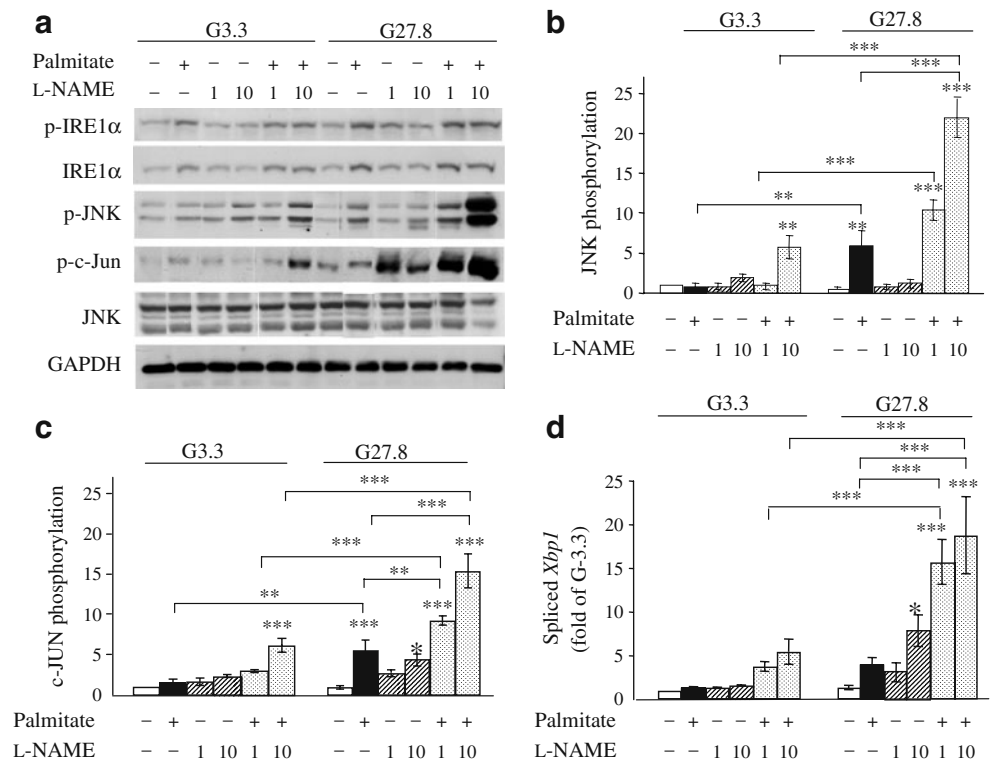 a
G3.3 G27.8
Palmitate – + – – + + – + – – + +
L-NAME – – 1 10 1 10 – – 1 10 1 10
p-IRE1α
IRE1α
p-JNK
p-c-Jun
JNK
GAPDH
b
G3.3 G27.8
***
***
***
***
***
**
** **
JNK phosphorylation
25
20
15
10
5
0
Palmitate – + – – + + – + – – + +
L-NAME – – 1 10 1 10 – – 1 10 1 10
c
G3.3 G27.8
***
***
***
***
**
**
***
***
***
*
c-JUN phosphorylation
25
20
15
10
5
0
Palmitate – + – – + + – + – – + +
L-NAME – – 1 10 1 10 – – 1 10 1 10
d
G3.3 G27.8
***
***
***
***
***
***
*
Spliced Xbp1
(fold of G-3.3)
25
20
15
10
5
0
Palmitate – + – – + + – + – – + +
L-NAME – – 1 10 1 10 – – 1 10 1 10